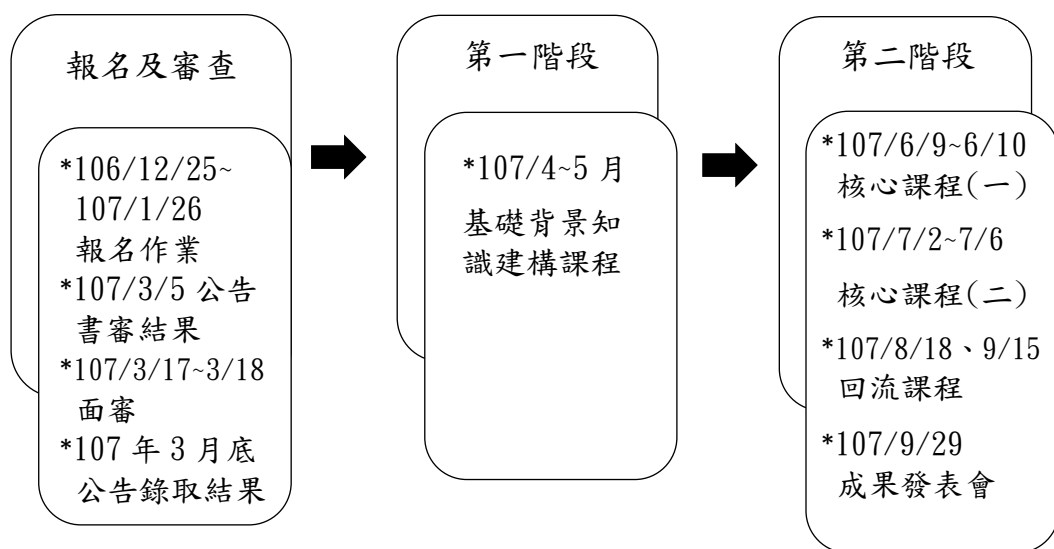 報名及審查
*106/12/25~
107/1/26
報名作業
*107/3/5 公告
書審結果
*107/3/17~3/18
面審
*107 年 3 月底
公告錄取結果
第一階段
*107/4~5 月
基礎背景知
識建構課程
第二階段
*107/6/9~6/10
核心課程(一)
*107/7/2~7/6
核心課程(二)
*107/8/18、9/15
回流課程
*107/9/29
成果發表會